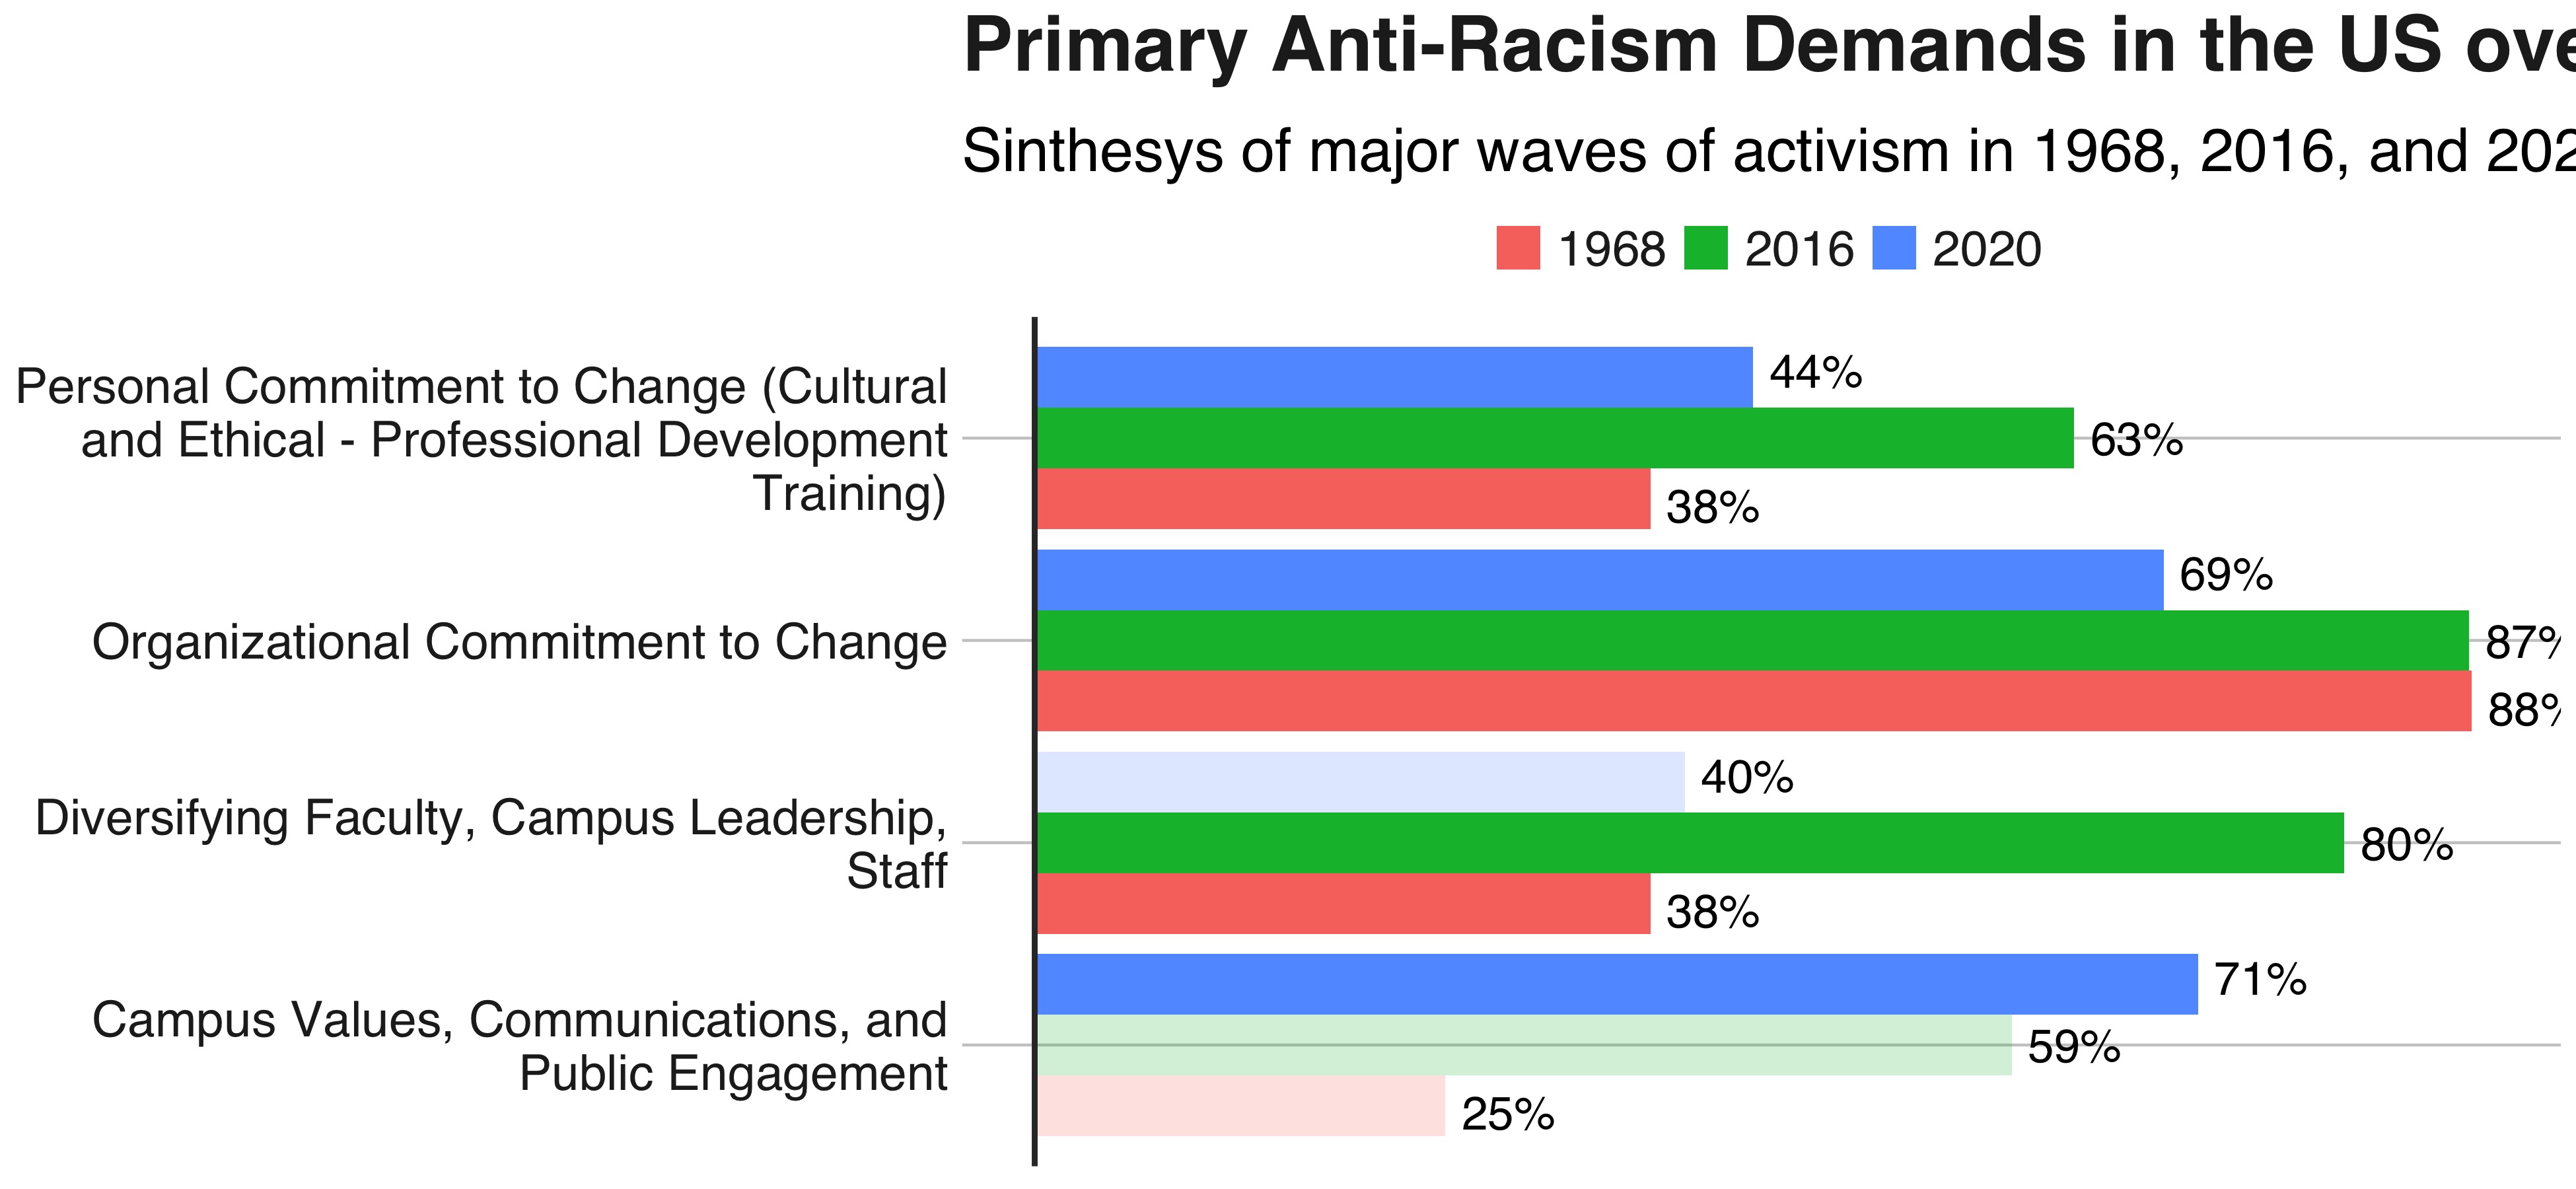 Primary Anti-Racism Demands in the US ove
Sinthesys of major waves of activism in 1968, 2016, and 202
1968 2016 2020
Personal Commitment to Change (Cultural
and Ethical - Professional Development
Training)
44%
63%
38%
Organizational Commitment to Change
69%
87%
88%
Diversifying Faculty, Campus Leadership,
Staff
40%
80%
38%
Campus Values, Communications, and
Public Engagement
71%
59%
25%